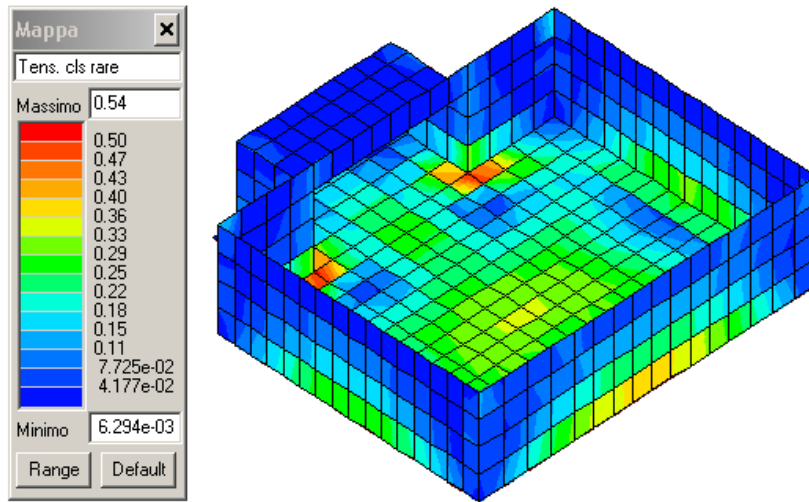 Mappa
Tens. cls rare
Massimo 0.54
0.50
0.47
0.43
0.40
0.36
0.33
0.29
0.25
0.22
0.18
0.15
0.11
7.725e-02
4.177e-02
Minimo 6.294e-03
Range Default